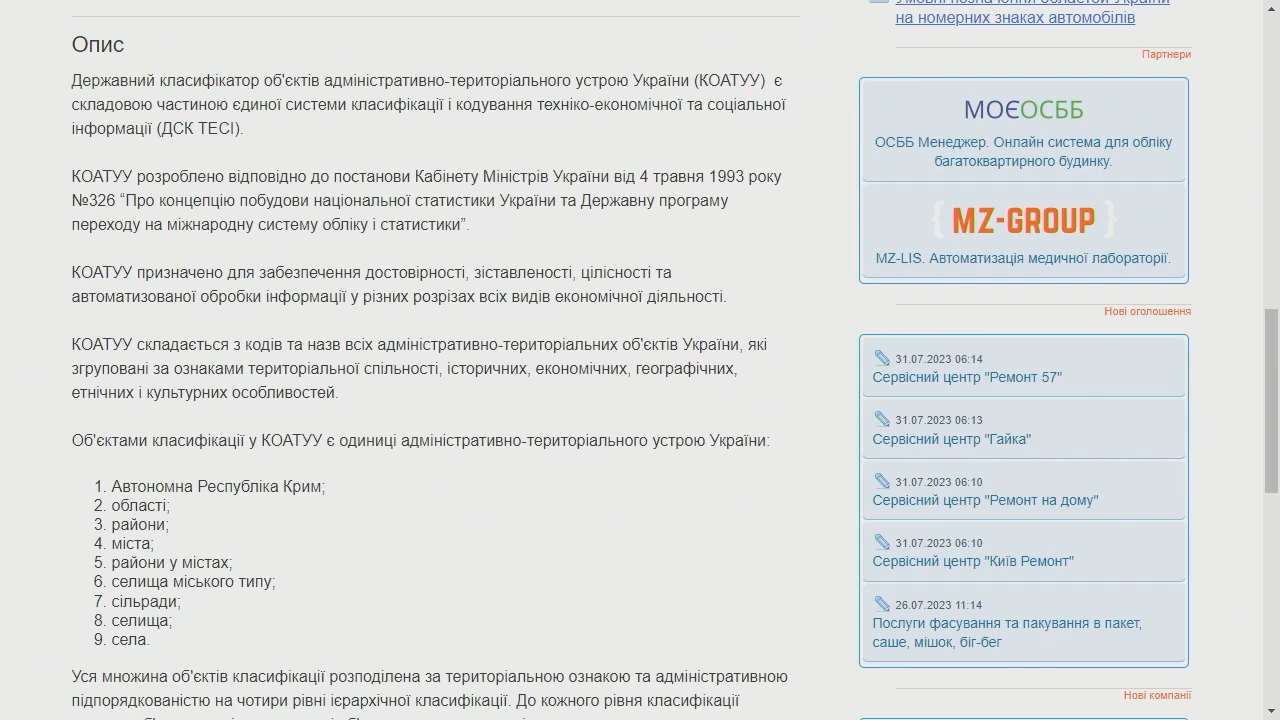 Опис
Державний класифікатор об'єктів адміністративно-територіального устрою України (КОАТУУ) є
складовою частиною єдиної системи класифікації і кодування техніко-економічної та соціальної
інформації (ДСК ТЕСІ).
КОАТУУ розроблено відповідно до постанови Кабінету Міністрів України від 4 травня 1993 року
№326 “Про концепцію побудови національної статистики України та Державну програму
переходу на міжнародну систему обліку і статистики”.
КОАТУУ призначено для забезпечення достовірності, зіставленості, цілісності та
автоматизованої обробки інформації у різних розрізах всіх видів економічної діяльності.
КОАТУУ складається з кодів та назв всіх адміністративно-територіальних об'єктів України, які
згруповані за ознаками територіальної спільності, історичних, економічних, географічних,
етнічних і культурних особливостей.
Об'єктами класифікації у КОАТУУ є одиниці адміністративно-територіального устрою України:
1. Автономна Республіка Крим;
2. області;
3. райони;
4. міста;
5. райони у містах;
6. селища міського типу;
7. сільради;
8. селища;
9. села.
Уся множина об'єктів класифікації розподілена за територіальною ознакою та адміністративною
підпорядкованістю на чотири рівні ієрархічної класифікації. До кожного рівня класифікації
Умовні позначення областей України
на номерних знаках автомобілів
Партнери
МОЄОСББ
ОСББ Менеджер. Онлайн система для обліку
багатоквартирного будинку.
{ MZ-GROUP }
MZ-LIS. Автоматизація медичної лабораторії.
Нові оголошення
31.07.2023 06:14
Сервісний центр "Ремонт 57"
31.07.2023 06:13
Сервісний центр "Гайка"
31.07.2023 06:10
Сервісний центр "Ремонт на дому"
31.07.2023 06:10
Сервісний центр "Київ Ремонт"
26.07.2023 11:14
Послуги фасування та пакування в пакет,
саше, мішок, біг-бег
Нові компанії